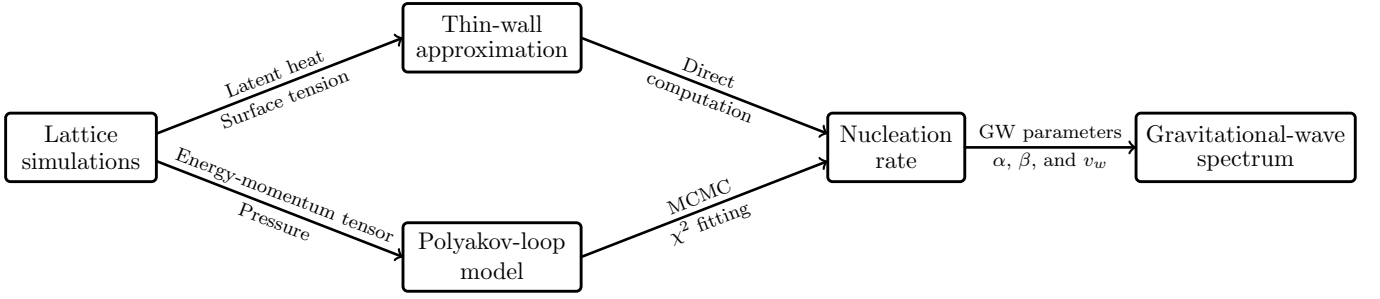 Lattice
simulations
Latent heat
Surface tension
Energy-momentum tensor
Pressure
Thin-wall
approximation
Polyakov-loop
model
Direct
computation
MCMC
χ² fitting
Nucleation
rate
GW parameters
α, β, and v_w
Gravitational-wave
spectrum